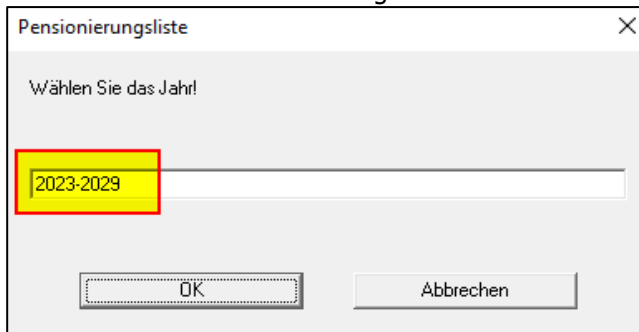 Pensionierungsliste
Wählen Sie das Jahr!
2023-2029
OK
Abbrechen